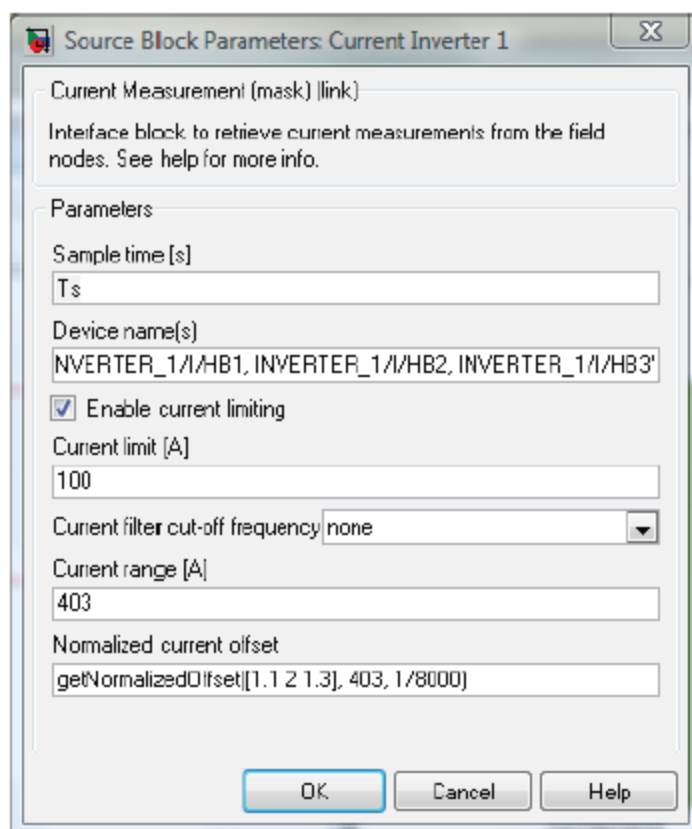 Source Block Parameters: Current Inverter 1
Current Measurement (mask) (link)
Interface block to retrieve current measurements from the field
nodes. See help for more info.
Parameters
Sample time [s]
Ts
Device name(s)
NVERTER_1/I/HB1, INVERTER_1/I/HB2, INVERTER_1/I/HB3'
Enable current limiting
Current limit [A]
100
Current filter cut-off frequency none
Current range [A]
403
Normalized current offset
getNormalizedOffset([1.1 2 1.3], 403, 1/8000)
OK Cancel Help